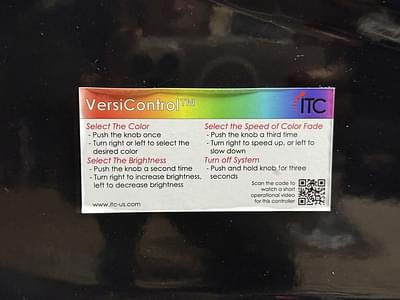 VersiControl™
ITC
Select The Color
- Push the knob once
- Turn right or left to select the
desired color
Select The Brightness
- Push the knob a second time
- Turn right to increase brightness,
left to decrease brightness
www.itc-us.com
Select the Speed of Color Fade
- Push the knob a third time
- Turn right to speed up, or left to
slow down
Turn off System
- Push and hold knob for three
seconds
Scan the code to
watch a short
operational video
for this controller